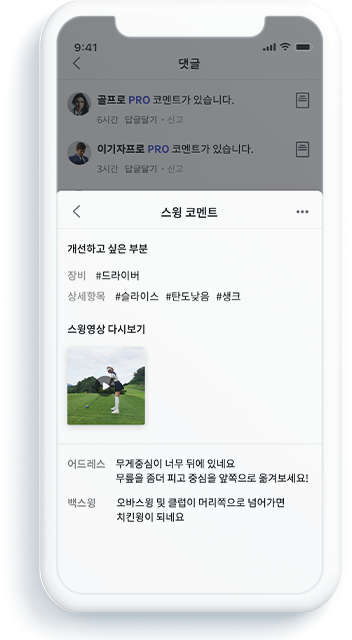 9:41
댓글
골프로 PRO 코멘트가 있습니다.
6시간 답글달기 • 신고
이기자프로 PRO 코멘트가 있습니다.
3시간 답글달기 • 신고
스윙 코멘트
개선하고 싶은 부분
장비 #드라이버
상세항목 #슬라이스 #탄도낮음 #생크
스윙영상 다시보기
어드레스 무게중심이 너무 뒤에 있네요
무릎을 좀더 피고 중심을 앞쪽으로 옮겨보세요!
백스윙 오바스윙 및 클럽이 머리쪽으로 넘어가면
치킨윙이 되네요